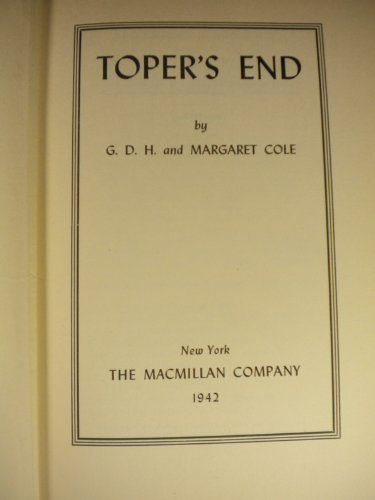 TOPER'S END
by
G. D. H. and MARGARET COLE
New York
THE MACMILLAN COMPANY
1942